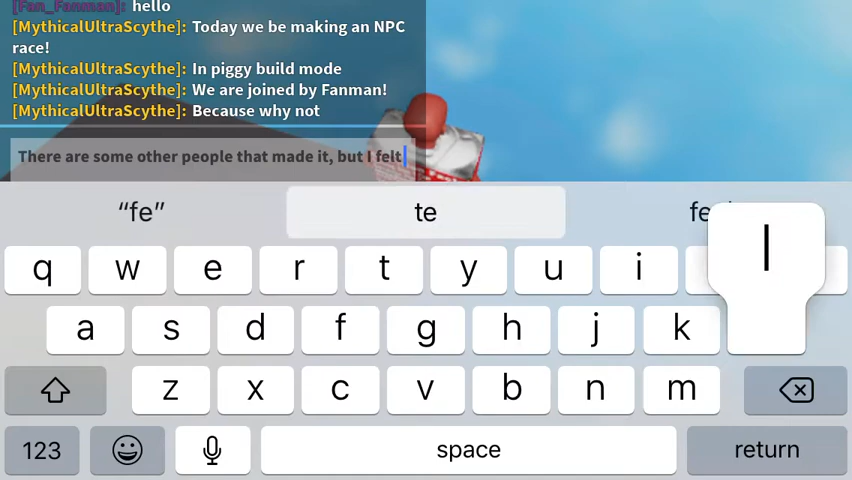 [Fan_Fanman]: hello
[MythicalUltraScythe]: Today we be making an NPC
race!
[MythicalUltraScythe]: In piggy build mode
[MythicalUltraScythe]: We are joined by Fanman!
[MythicalUltraScythe]: Because why not
There are some other people that made it, but I felt
“fe” te
q w e r t y u i
a s d f g h j k l
z x c v b n m
123 space return